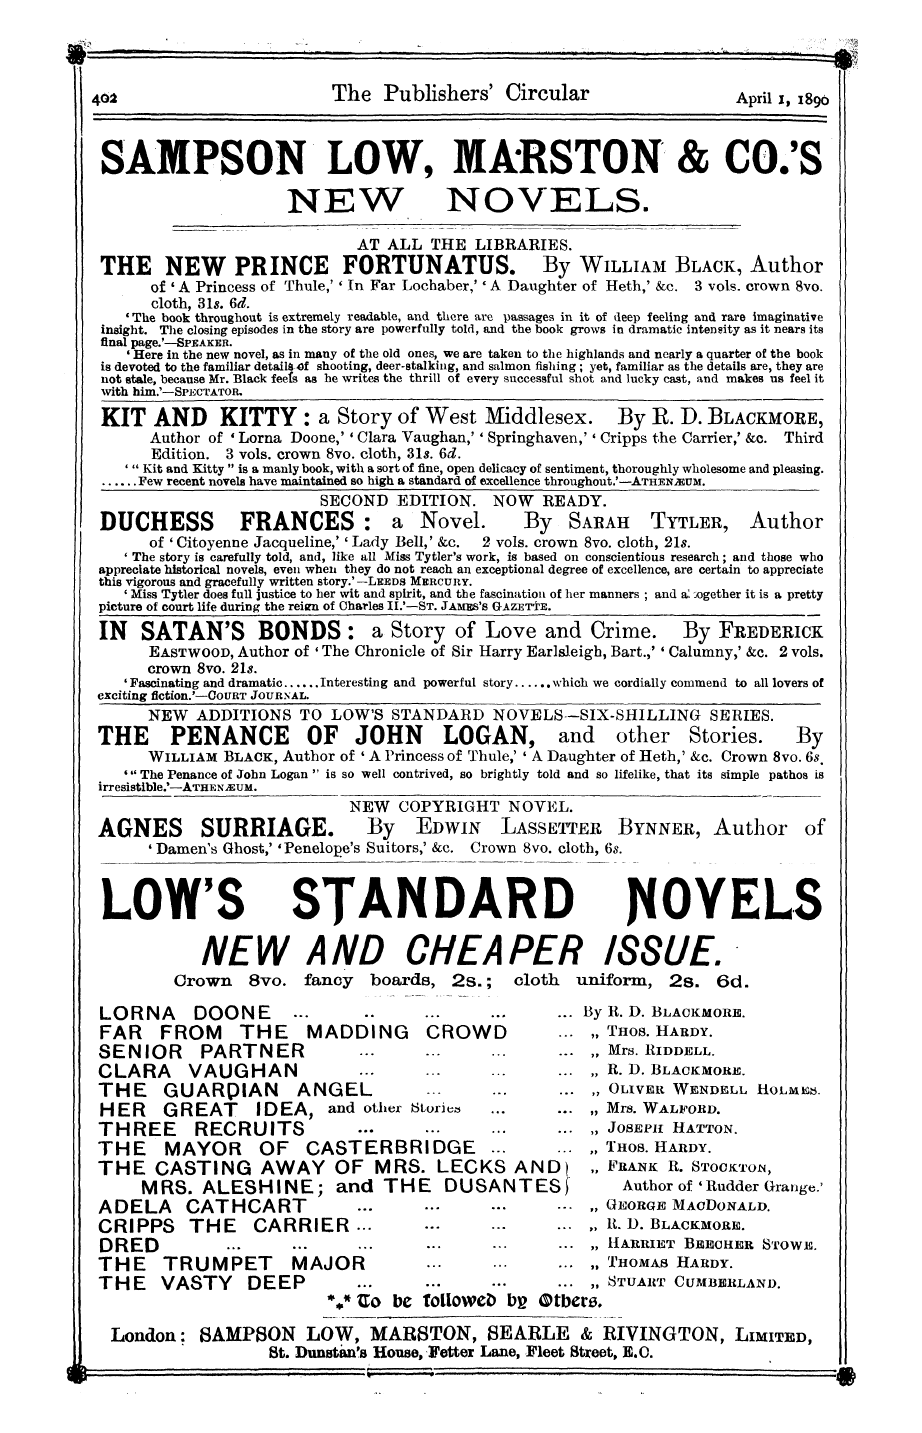 402 The Publishers' Circular April 1, 1890
SAMPSON LOW, MARSTON & CO.'S
NEW NOVELS.
AT ALL THE LIBRARIES.
THE NEW PRINCE FORTUNATUS. By WILLIAM BLACK, Author
of 'A Princess of Thule,' 'In Far Lochaber,' 'A Daughter of Heth,' &c. 3 vols. crown 8vo.
cloth, 31s. 6d.
'The book throughout is extremely readable, and there are passages in it of deep feeling and rare imaginative
insight. The closing episodes in the story are powerfully told, and the book grows in dramatic intensity as it nears its
final page.'—SPEAKER.
'Here in the new novel, as in many of the old ones, we are taken to the highlands and nearly a quarter of the book
is devoted to the familiar details of shooting, deer-stalking, and salmon fishing; yet, familiar as the details are, they are
not stale, because Mr. Black feels as he writes the thrill of every successful shot and lucky cast, and makes us feel it
with him.'—SPECTATOR.
KIT AND KITTY: a Story of West Middlesex. By R. D. BLACKMORE,
Author of 'Lorna Doone,' 'Clara Vaughan,' 'Springhaven,' 'Cripps the Carrier,' &c. Third
Edition. 3 vols. crown 8vo. cloth, 31s. 6d.
'"Kit and Kitty" is a manly book, with a sort of fine, open delicacy of sentiment, thoroughly wholesome and pleasing.
......Few recent novels have maintained so high a standard of excellence throughout.'—ATHENÆUM.
SECOND EDITION. NOW READY.
DUCHESS FRANCES: a Novel. By SARAH TYTLER, Author
of 'Citoyenne Jacqueline,' 'Lady Bell,' &c. 2 vols. crown 8vo. cloth, 21s.
'The story is carefully told, and, like all Miss Tytler's work, is based on conscientious research; and those who
appreciate historical novels, even when they do not reach an exceptional degree of excellence, are certain to appreciate
this vigorous and gracefully written story.'—LEEDS MERCURY.
'Miss Tytler does full justice to her wit and spirit, and the fascination of her manners; and altogether it is a pretty
picture of court life during the reign of Charles II.'—ST. JAMES'S GAZETTE.
IN SATAN'S BONDS: a Story of Love and Crime. By FREDERICK
EASTWOOD, Author of 'The Chronicle of Sir Harry Earlsleigh, Bart.,' 'Calumny,' &c. 2 vols.
crown 8vo. 21s.
'Fascinating and dramatic......Interesting and powerful story......which we cordially commend to all lovers of
exciting fiction.'—COURT JOURNAL.
NEW ADDITIONS TO LOW'S STANDARD NOVELS—SIX-SHILLING SERIES.
THE PENANCE OF JOHN LOGAN, and other Stories. By
WILLIAM BLACK, Author of 'A Princess of Thule,' 'A Daughter of Heth,' &c. Crown 8vo. 6s.
'"The Penance of John Logan" is so well contrived, so brightly told and so lifelike, that its simple pathos is
irresistible.'—ATHENÆUM.
NEW COPYRIGHT NOVEL.
AGNES SURRIAGE. By EDWIN LASSETTER BYNNER, Author of
'Damen's Ghost,' 'Penelope's Suitors,' &c. Crown 8vo. cloth, 6s.
LOW'S STANDARD NOVELS
NEW AND CHEAPER ISSUE.
Crown 8vo. fancy boards, 2s.; cloth uniform, 2s. 6d.
LORNA DOONE ... .. ... ... ... By R. D. BLACKMORE.
FAR FROM THE MADDING CROWD ... „ THOS. HARDY.
SENIOR PARTNER ... ... ... ... „ Mrs. RIDDELL.
CLARA VAUGHAN ... ... ... ... „ R. D. BLACKMORE.
THE GUARDIAN ANGEL ... ... ... „ OLIVER WENDELL HOLMES.
HER GREAT IDEA, and other Stories ... ... „ Mrs. WALFORD.
THREE RECRUITS ... ... ... ... „ JOSEPH HATTON.
THE MAYOR OF CASTERBRIDGE ... ... „ THOS. HARDY.
THE CASTING AWAY OF MRS. LECKS AND } „ FRANK R. STOCKTON,
MRS. ALESHINE; and THE DUSANTES } Author of 'Rudder Grange.'
ADELA CATHCART ... ... ... ... „ GEORGE MACDONALD.
CRIPPS THE CARRIER ... ... ... ... „ R. D. BLACKMORE.
DRED ... ... ... ... ... ... „ HARRIET BEECHER STOWE.
THE TRUMPET MAJOR ... ... ... „ THOMAS HARDY.
THE VASTY DEEP ... ... ... ... „ STUART CUMBERLAND.
*⁎* To be followed by Others.
London: SAMPSON LOW, MARSTON, SEARLE & RIVINGTON, LIMITED,
St. Dunstan's House, Fetter Lane, Fleet Street, E.C.